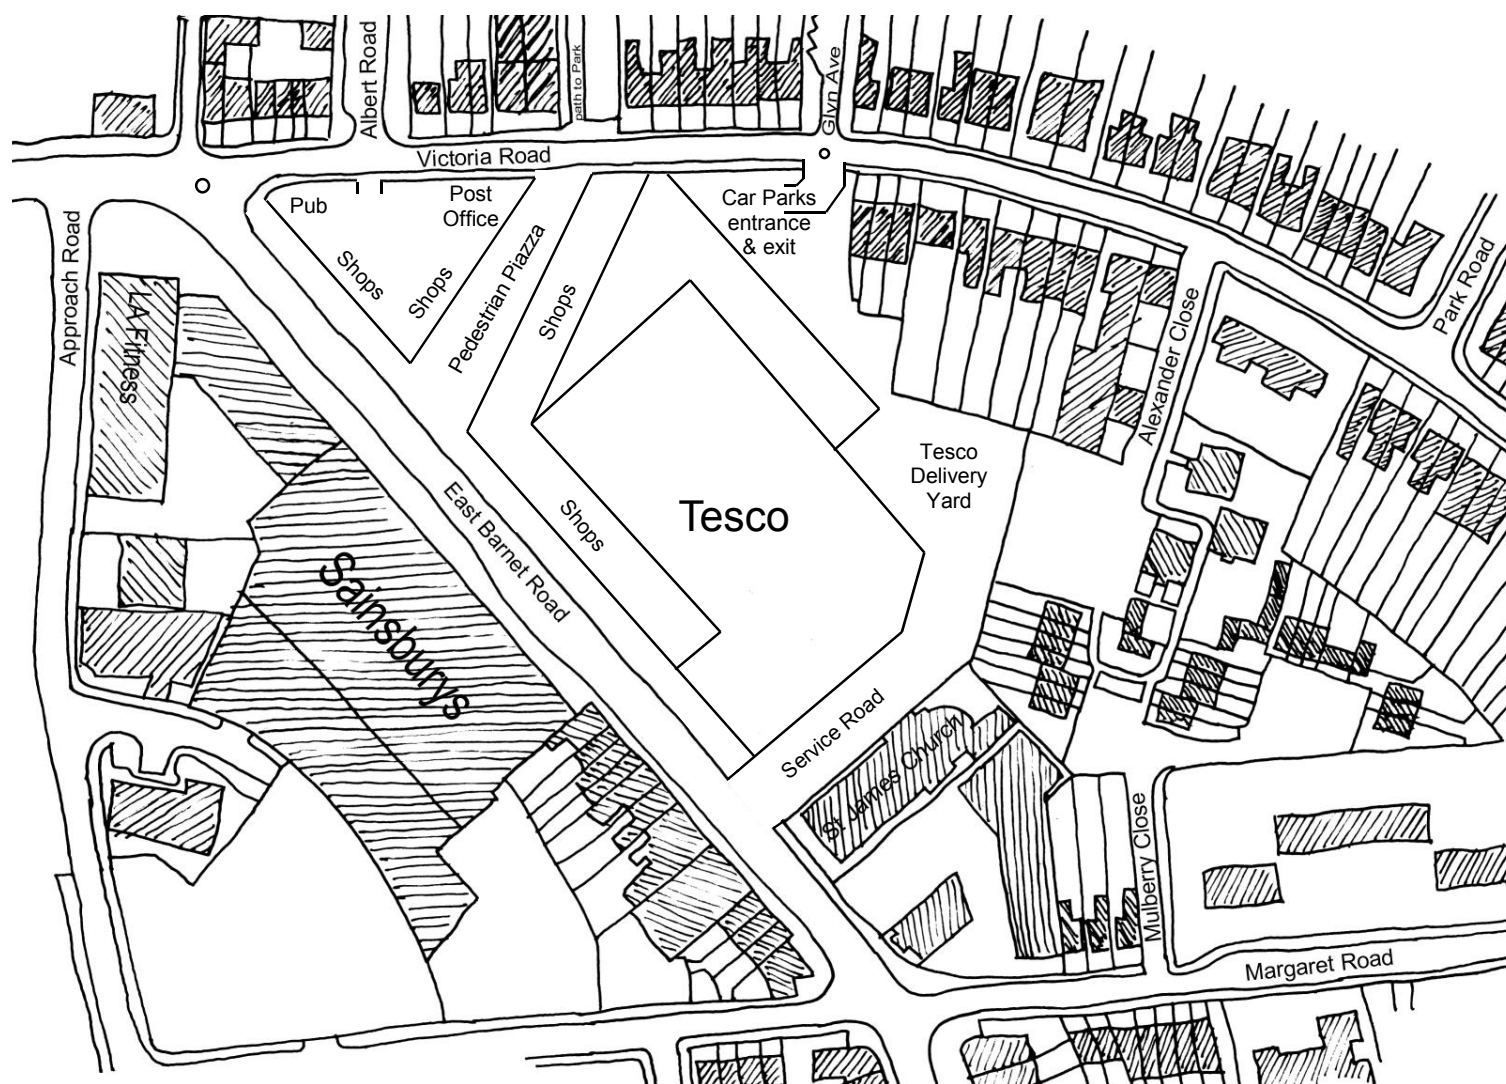 Albert Road
path to Park
Glyn Ave
Victoria Road
Pub
Post
Office
Car Parks
entrance
& exit
Approach Road
Shops
Shops
Pedestrian Piazza
Shops
Park Road
LA Fitness
Alexander Close
Tesco
Delivery
Yard
East Barnet Road
Shops
Tesco
Sainsburys
Service Road
St James Church
Mulberry Close
Margaret Road